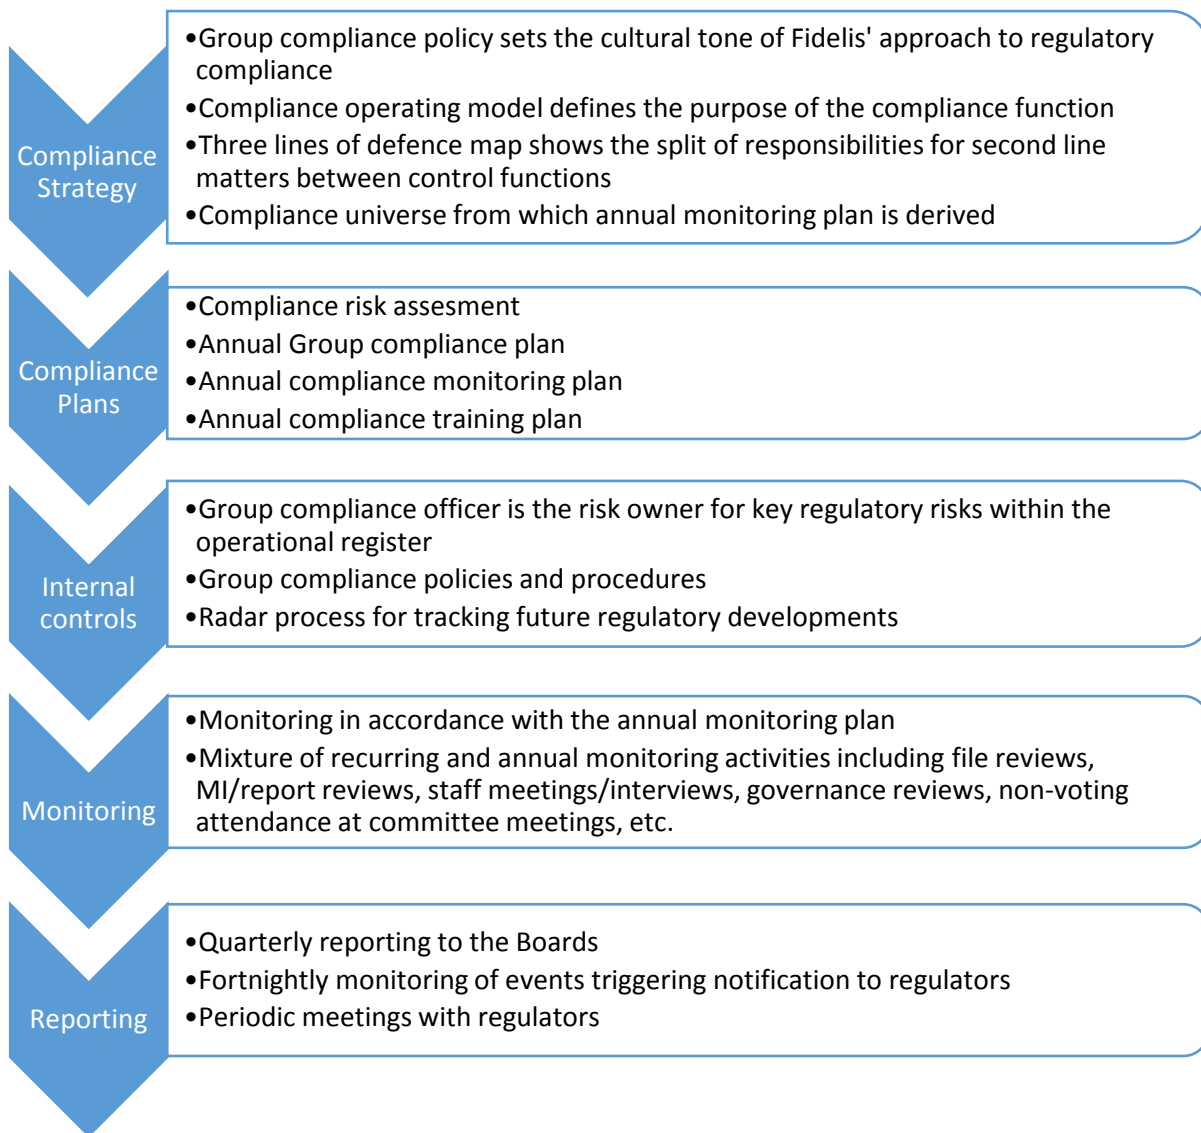 Compliance
Strategy
•Group compliance policy sets the cultural tone of Fidelis' approach to regulatory
compliance
•Compliance operating model defines the purpose of the compliance function
•Three lines of defence map shows the split of responsibilities for second line
matters between control functions
•Compliance universe from which annual monitoring plan is derived
Compliance
Plans
•Compliance risk assesment
•Annual Group compliance plan
•Annual compliance monitoring plan
•Annual compliance training plan
Internal
controls
•Group compliance officer is the risk owner for key regulatory risks within the
operational register
•Group compliance policies and procedures
•Radar process for tracking future regulatory developments
Monitoring
•Monitoring in accordance with the annual monitoring plan
•Mixture of recurring and annual monitoring activities including file reviews,
MI/report reviews, staff meetings/interviews, governance reviews, non-voting
attendance at committee meetings, etc.
Reporting
•Quarterly reporting to the Boards
•Fortnightly monitoring of events triggering notification to regulators
•Periodic meetings with regulators